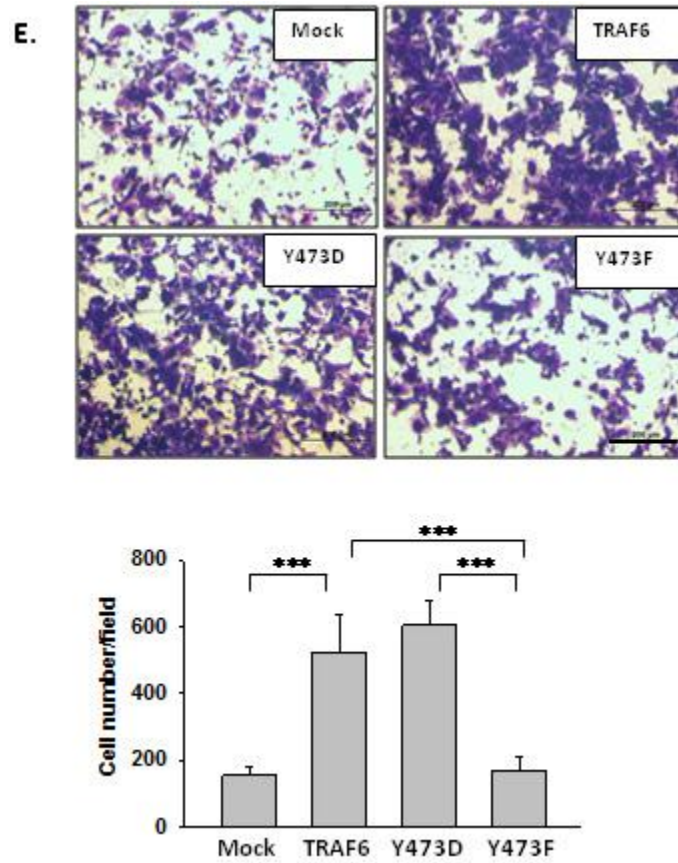 E.
Mock
TRAF6
Y473D
Y473F
***
***
***
800
600
400
200
0
Cell number/field
Mock TRAF6 Y473D Y473F